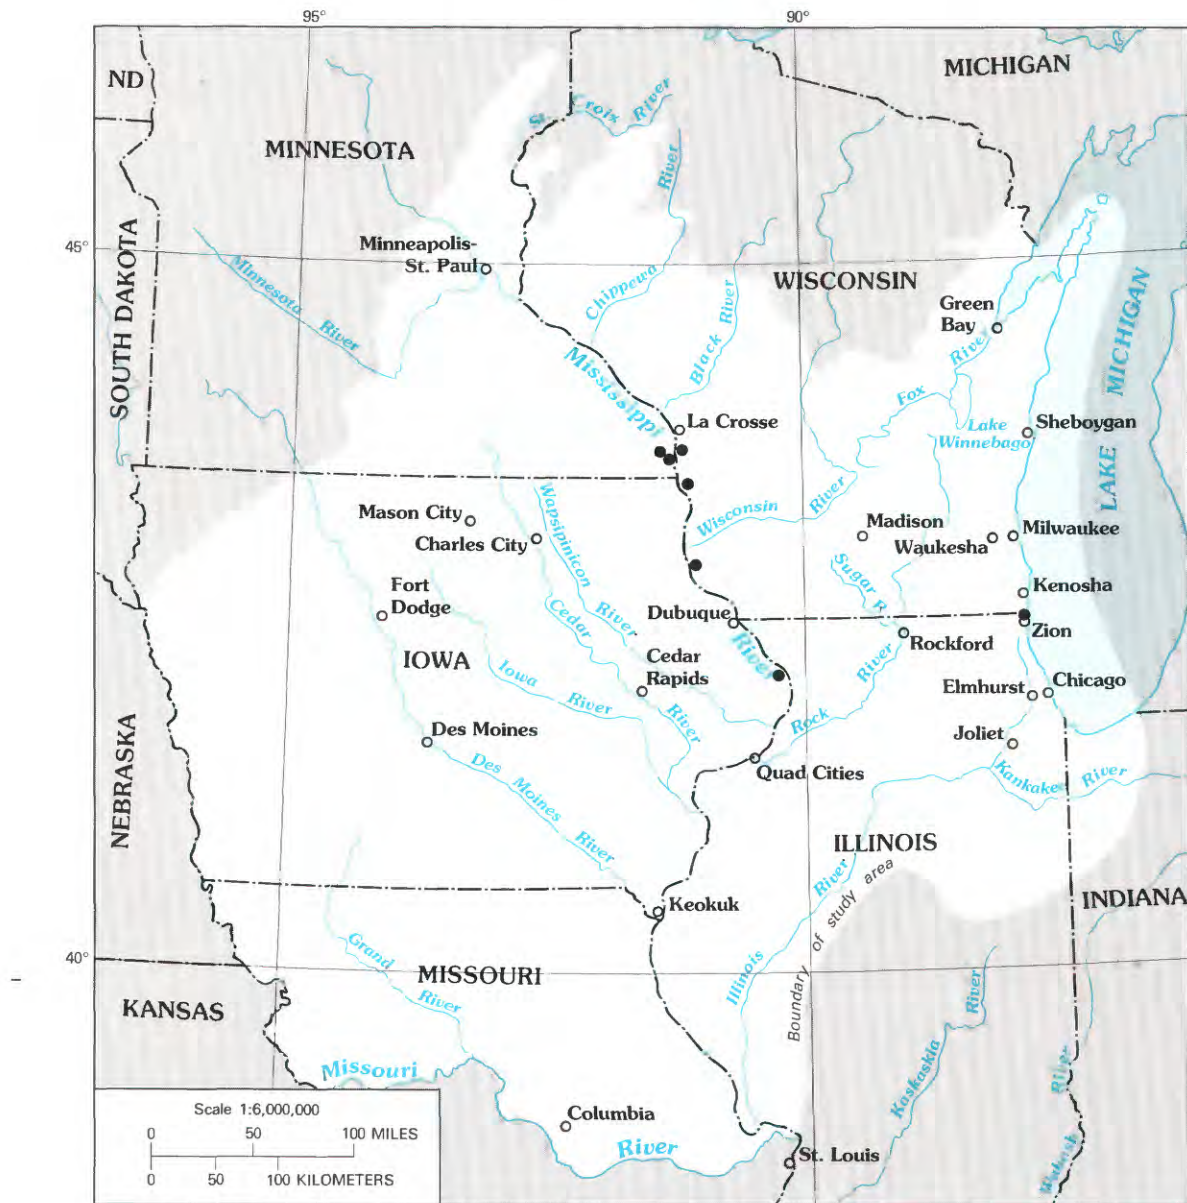 95°
90°
ND
MICHIGAN
St. Croix River
MINNESOTA
River
45°
Minneapolis-
St. Paul
SOUTH DAKOTA
Minnesota River
Chippewa
WISCONSIN
Green
Bay
Black River
River
LAKE MICHIGAN
Mississippi
Fox
La Crosse
Lake
Winnebago
Sheboygan
Wapsipinicon
Wisconsin River
Mason City
Charles City
Madison
Waukesha
Milwaukee
Fort
Dodge
Sugar R
Kenosha
Cedar
River
Dubuque
Zion
Rockford
IOWA
Cedar
Rapids
River
River
Iowa River
River
Elmhurst
Chicago
Des Moines
Rock
Joliet
NEBRASKA
Des Moines River
Quad Cities
Kankakee River
ILLINOIS
River
Boundary of study area
INDIANA
Keokuk
Grand
River
MISSOURI
Illinois
40°
KANSAS
River
Kaskaskia
Missouri
River
Wabash
Scale 1:6,000,000
0 50 100 MILES
0 50 100 KILOMETERS
Columbia
River
St. Louis